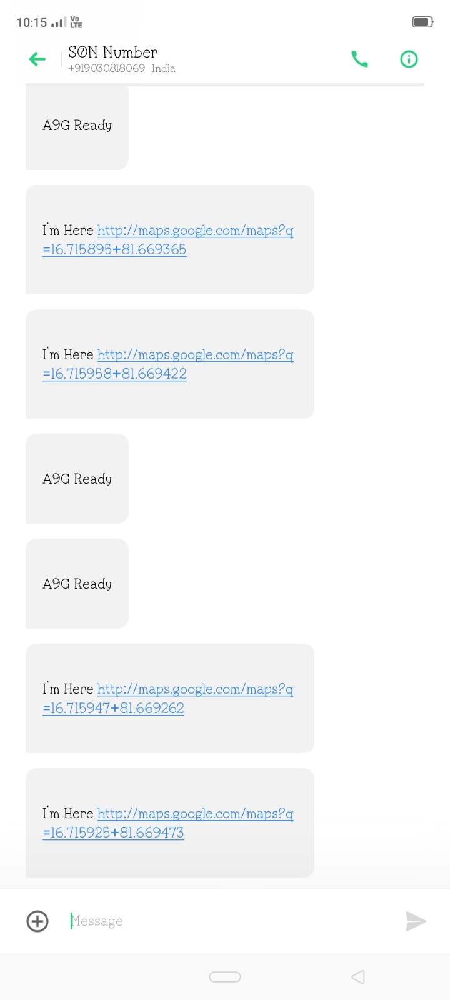 10:15 Vo LTE
SON Number
+919030818069 India
A9G Ready
I'm Here http://maps.google.com/maps?q
=16.715895+81.669365
I'm Here http://maps.google.com/maps?q
=16.715958+81.669422
A9G Ready
A9G Ready
I'm Here http://maps.google.com/maps?q
=16.715947+81.669262
I'm Here http://maps.google.com/maps?q
=16.715925+81.669473
Message